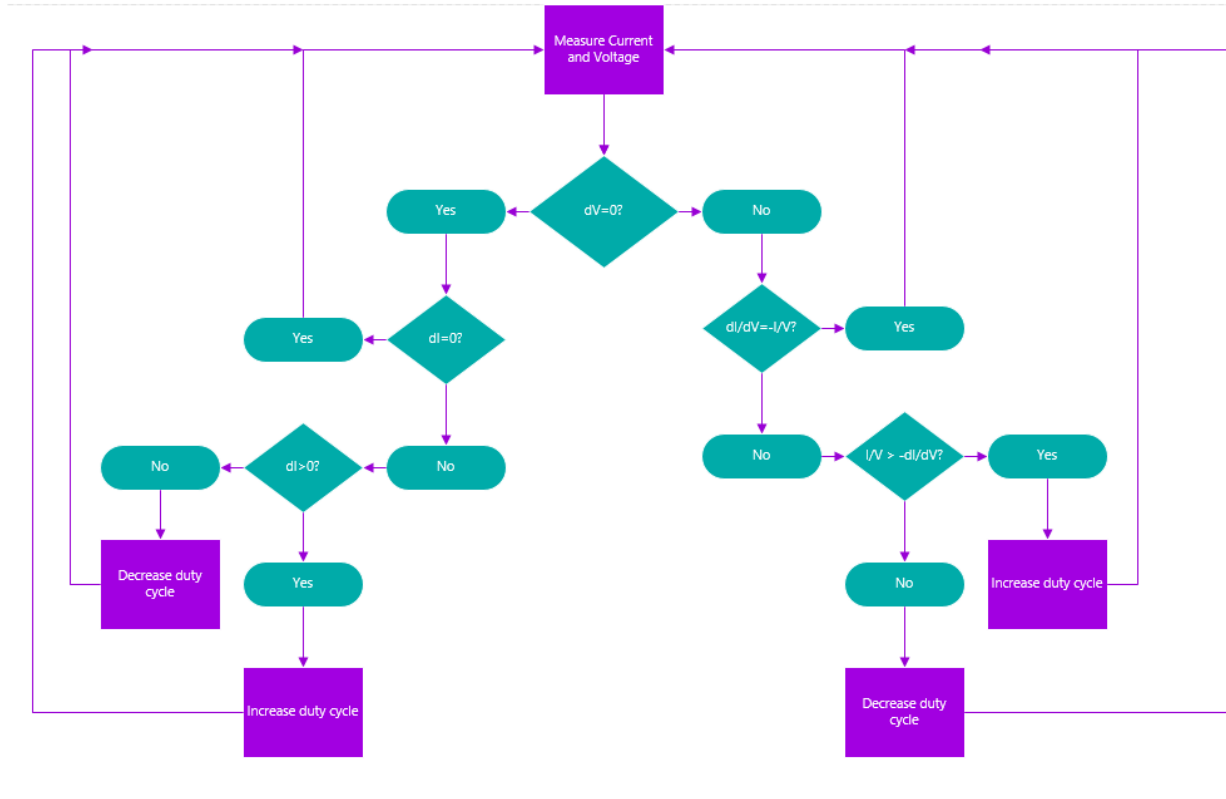 Measure Current
and Voltage
Yes
dV=0?
No
Yes
dI=0?
dI/dV=-I/V?
Yes
No
dI>0?
No
No
I/V > -dI/dV?
Yes
Decrease duty
cycle
Yes
No
Increase duty cycle
Increase duty cycle
Decrease duty
cycle